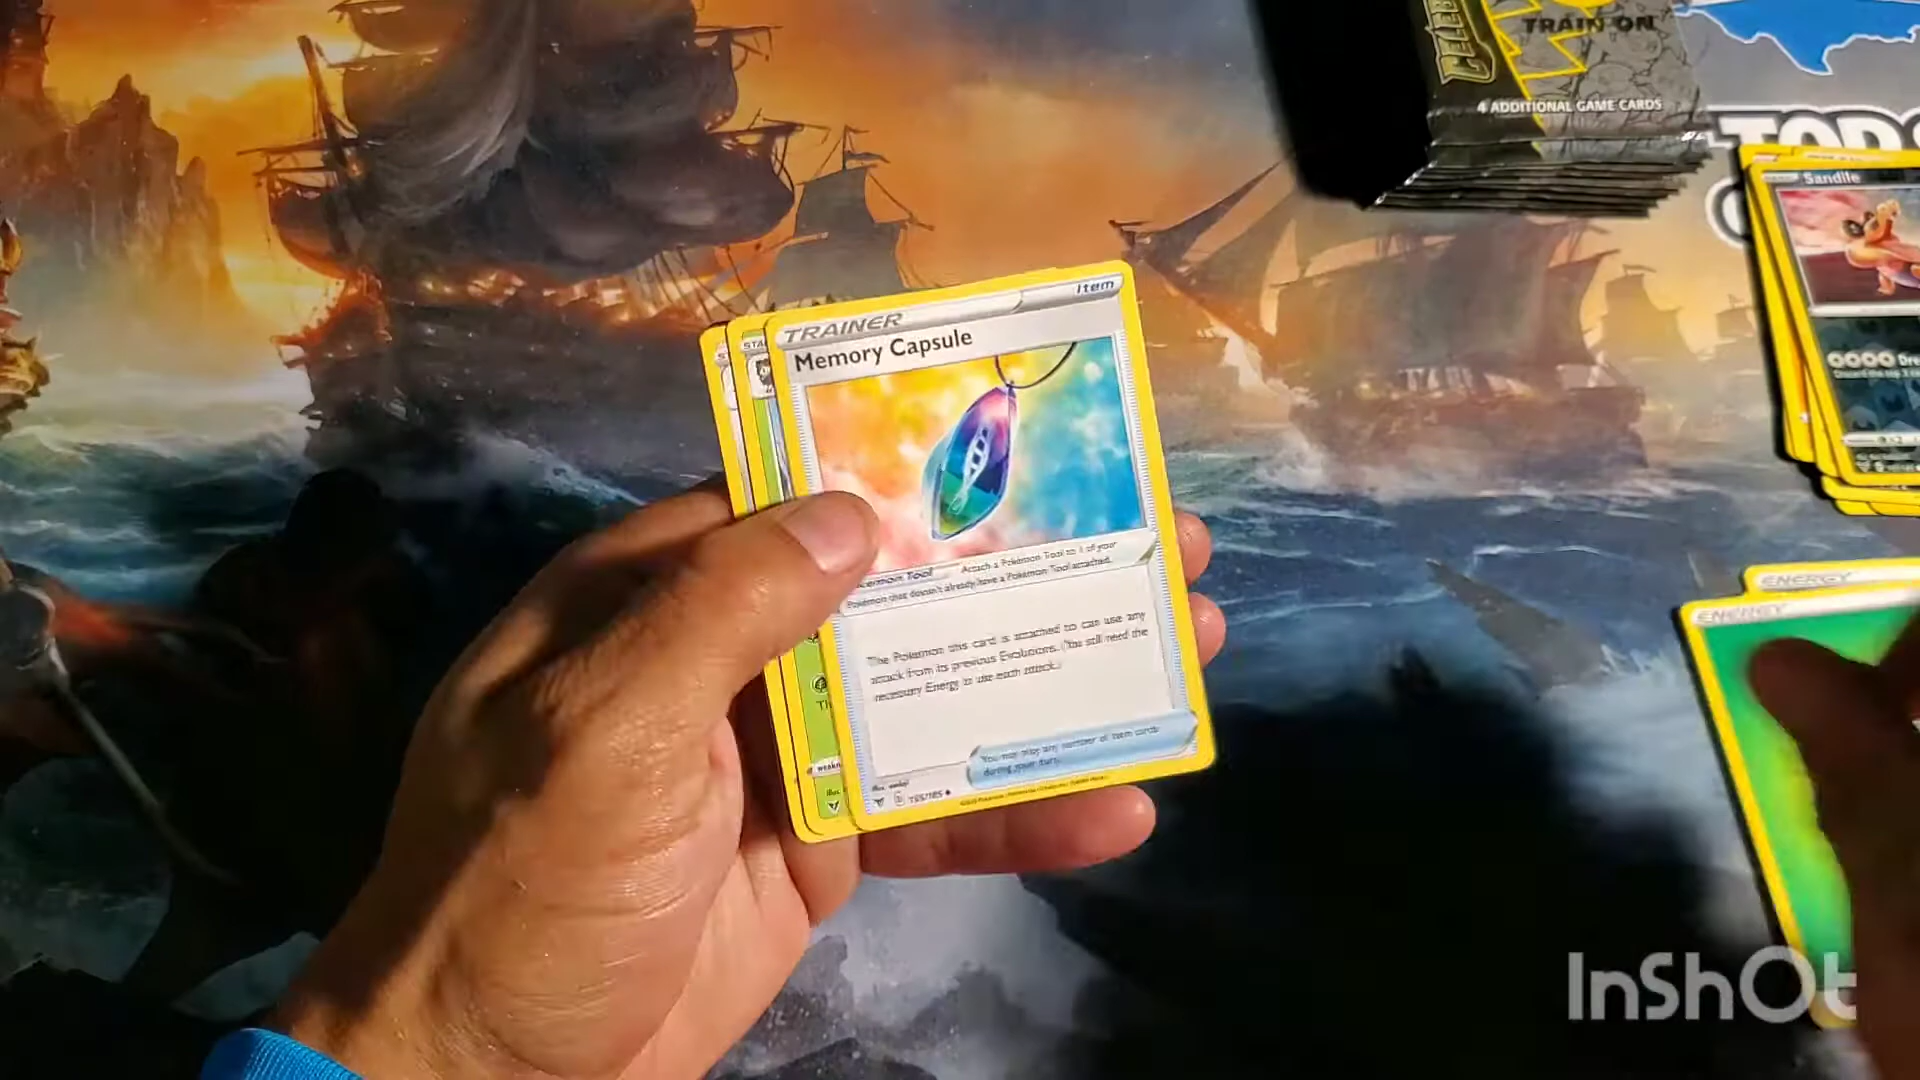 CELEB
TRAIN ON
4 ADDITIONAL GAME CARDS
Sandile
TRAINER
Item
Memory Capsule
Attach a Pokémon Tool to 1 of your
Pokémon that doesn't already have a Pokémon Tool attached.
The Pokémon this card is attached to can use any
attack from its previous Evolutions. (You still need the
necessary Energy to use each attack.)
You may play any number of Item cards
during your turn.
155/185
ENERGY
ENERGY
InShOt